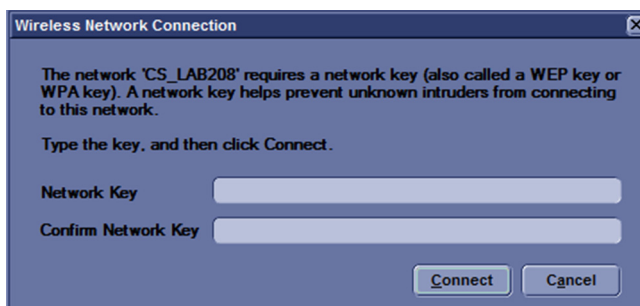 Wireless Network Connection
The network 'CS_LAB208' requires a network key (also called a WEP key or
WPA key). A network key helps prevent unknown intruders from connecting
to this network.
Type the key, and then click Connect.
Network Key
Confirm Network Key
Connect Cancel